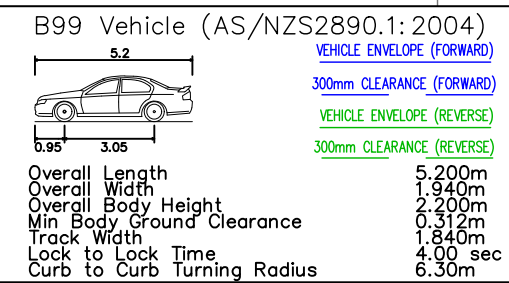 B99 Vehicle (AS/NZS2890.1:2004)
5.2
VEHICLE ENVELOPE (FORWARD)
300mm CLEARANCE (FORWARD)
VEHICLE ENVELOPE (REVERSE)
300mm CLEARANCE (REVERSE)
0.95 3.05
Overall Length 5.200m
Overall Width 1.940m
Overall Body Height 2.200m
Min Body Ground Clearance 0.312m
Track Width 1.840m
Lock to Lock Time 4.00 sec
Curb to Curb Turning Radius 6.30m